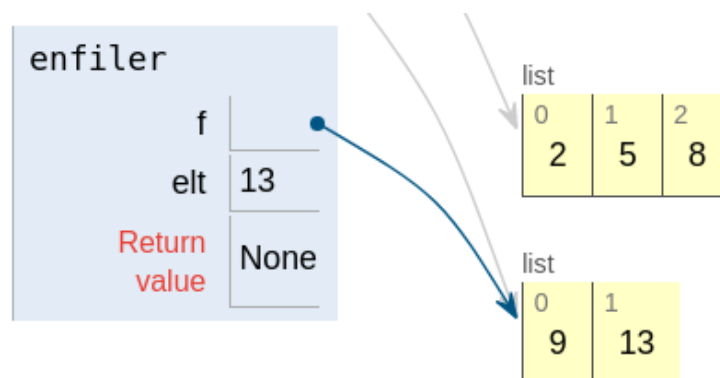 enfiler
f
elt 13
Return
value None
list
0 1 2
2 5 8
list
0 1
9 13